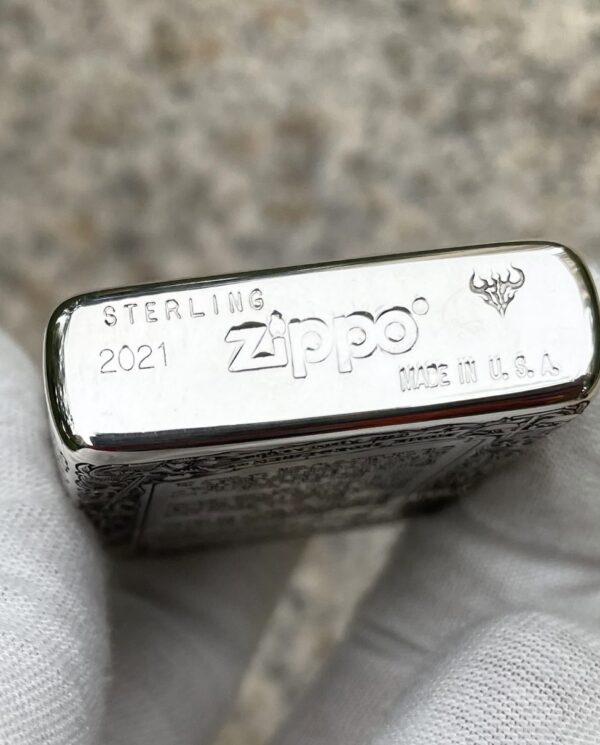 STERLING
zippo
2021
MADE IN U. S. A.